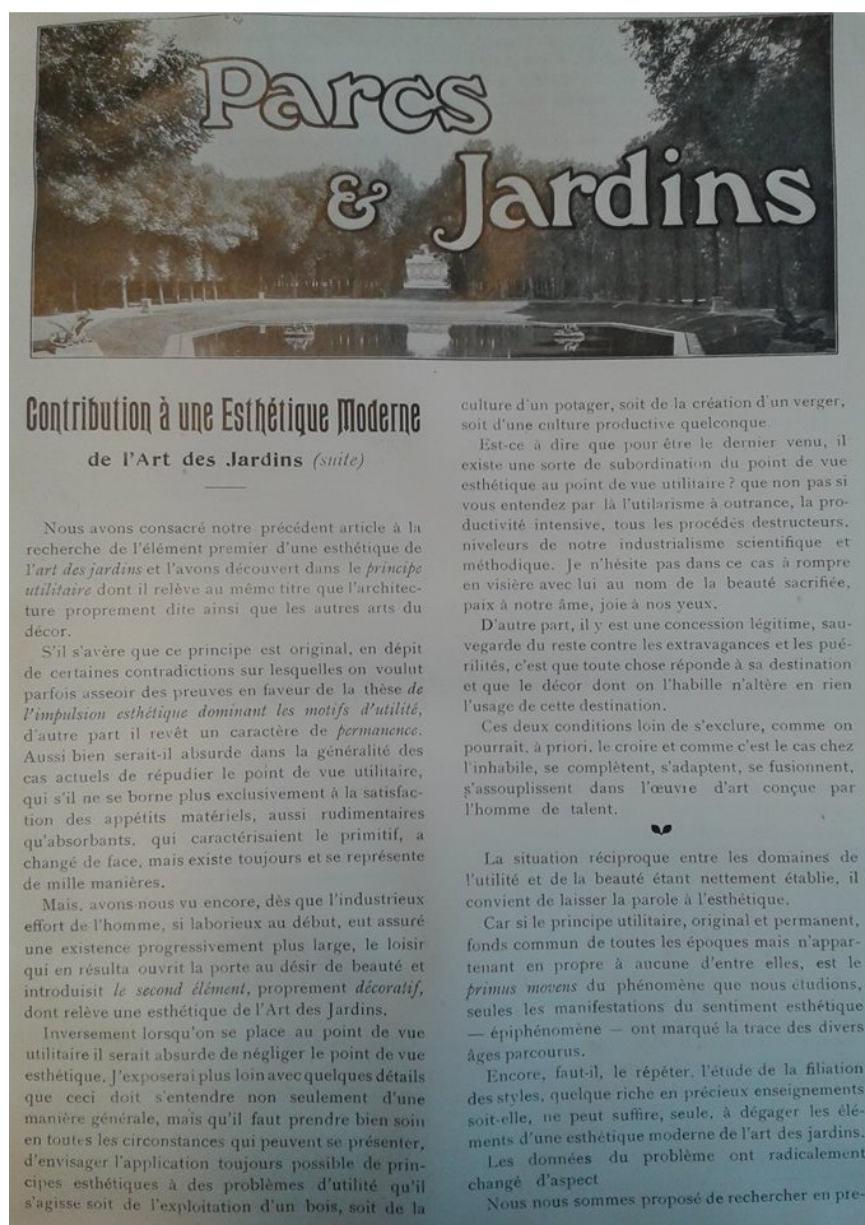 Parcs
& Jardins
Contribution à une Esthétique Moderne
de l'Art des Jardins (suite)
Nous avons consacré notre précédent article à la
recherche de l'élément premier d'une esthétique de
l'art des jardins et l'avons découvert dans le principe
utilitaire dont il relève au même titre que l'architec-
ture proprement dite ainsi que les autres arts du
décor.
S'il s'avère que ce principe est original, en dépit
de certaines contradictions sur lesquelles on voulut
parfois asseoir des preuves en faveur de la thèse de
l'impulsion esthétique dominant les motifs d'utilité,
d'autre part il revêt un caractère de permanence.
Aussi bien serait-il absurde dans la généralité des
cas actuels de répudier le point de vue utilitaire,
qui s'il ne se borne plus exclusivement à la satisfac-
tion des appétits matériels, aussi rudimentaires
qu'absorbants, qui caractérisaient le primitif, a
changé de face, mais existe toujours et se représente
de mille manières.
Mais, avons-nous vu encore, dès que l'industrieux
effort de l'homme, si laborieux au début, eut assuré
une existence progressivement plus large, le loisir
qui en résulta ouvrit la porte au désir de beauté et
introduisit le second élément, proprement décoratif,
dont relève une esthétique de l'Art des Jardins.
Inversement lorsqu'on se place au point de vue
utilitaire il serait absurde de négliger le point de vue
esthétique. J'exposerai plus loin avec quelques détails
que ceci doit s'entendre non seulement d'une
manière générale, mais qu'il faut prendre bien soin
en toutes les circonstances qui peuvent se présenter,
d'envisager l'application toujours possible de prin-
cipes esthétiques à des problèmes d'utilité qu'il
s'agisse soit de l'exploitation d'un bois, soit de la
culture d'un potager, soit de la création d'un verger,
soit d'une culture productive quelconque.
Est-ce à dire que pour être le dernier venu, il
existe une sorte de subordination du point de vue
esthétique au point de vue utilitaire ? que non pas si
vous entendez par là l'utilarisme à outrance, la pro-
ductivité intensive, tous les procédés destructeurs,
niveleurs de notre industrialisme scientifique et
méthodique. Je n'hésite pas dans ce cas à rompre
en visière avec lui au nom de la beauté sacrifiée,
paix à notre âme, joie à nos yeux.
D'autre part, il y est une concession légitime, sau-
vegarde du reste contre les extravagances et les pué-
rilités, c'est que toute chose réponde à sa destination
et que le décor dont on l'habille n'altère en rien
l'usage de cette destination.
Ces deux conditions loin de s'exclure, comme on
pourrait, à priori, le croire et comme c'est le cas chez
l'inhabile, se complètent, s'adaptent, se fusionnent,
s'assouplissent dans l'œuvre d'art conçue par
l'homme de talent.
La situation réciproque entre les domaines de
l'utilité et de la beauté étant nettement établie, il
convient de laisser la parole à l'esthétique.
Car si le principe utilitaire, original et permanent,
fonds commun de toutes les époques mais n'appar-
tenant en propre à aucune d'entre elles, est le
primus movens du phénomène que nous étudions,
seules les manifestations du sentiment esthétique
— épiphénomène — ont marqué la trace des divers
âges parcourus.
Encore, faut-il, le répéter, l'étude de la filiation
des styles, quelque riche en précieux enseignements
soit-elle, ne peut suffire, seule, à dégager les élé-
ments d'une esthétique moderne de l'art des jardins.
Les données du problème ont radicalement
changé d'aspect
Nous nous sommes proposé de rechercher en pre-